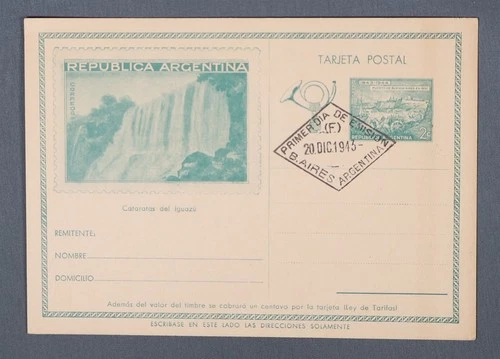 TARJETA POSTAL
REPUBLICA ARGENTINA
PRIMER DIA DE EMISION
(F)
20 DIC.1943-
B.AIRES ARGENTINA
REPUBLICA ARGENTINA
2c
Cataratas del Iguazú
REMITENTE:
NOMBRE
DOMICILIO
Además del valor del timbre se cobrará un centavo por la tarjeta (Ley de Tarifas)
ESCRIBASE EN ESTE LADO LAS DIRECCIONES SOLAMENTE